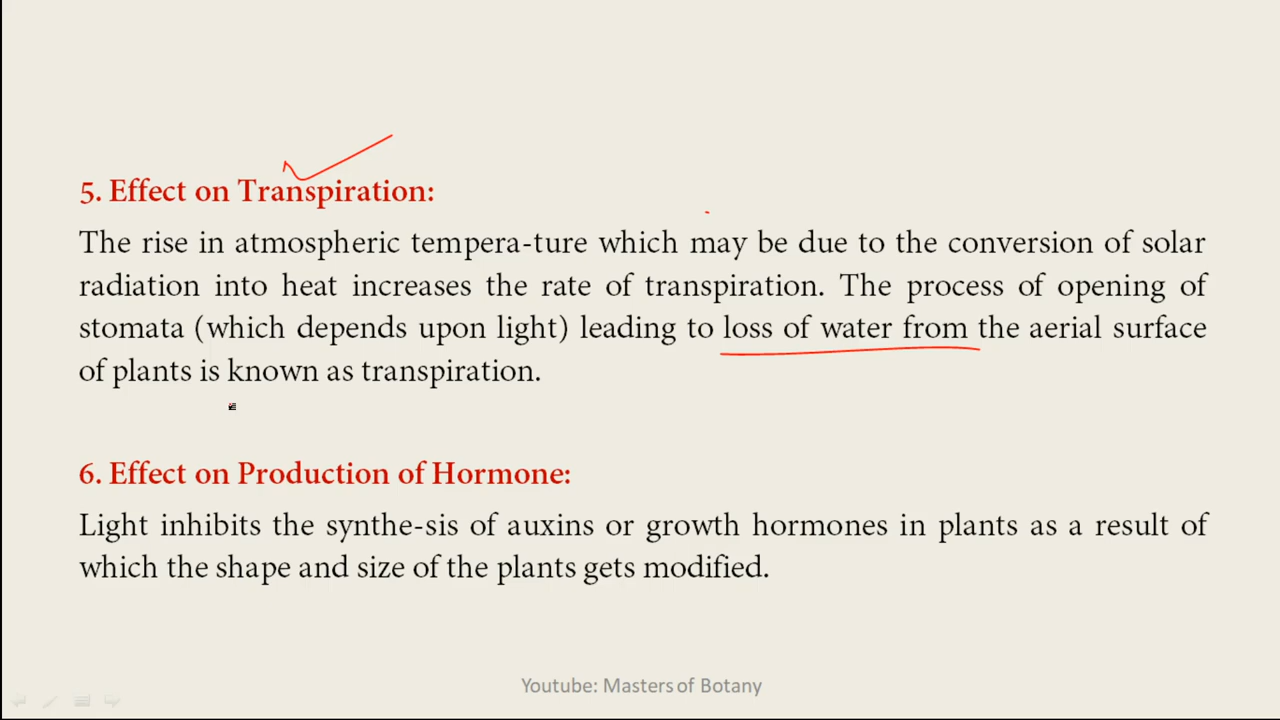 5. Effect on Transpiration:
The rise in atmospheric tempera-ture which may be due to the conversion of solar
radiation into heat increases the rate of transpiration. The process of opening of
stomata (which depends upon light) leading to loss of water from the aerial surface
of plants is known as transpiration.
6. Effect on Production of Hormone:
Light inhibits the synthe-sis of auxins or growth hormones in plants as a result of
which the shape and size of the plants gets modified.
Youtube: Masters of Botany